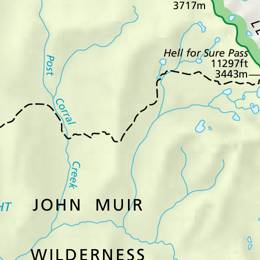 3717m
Hell for Sure Pass
11297ft
3443m
Post
Corral
Creek
JOHN MUIR
WILDERNESS